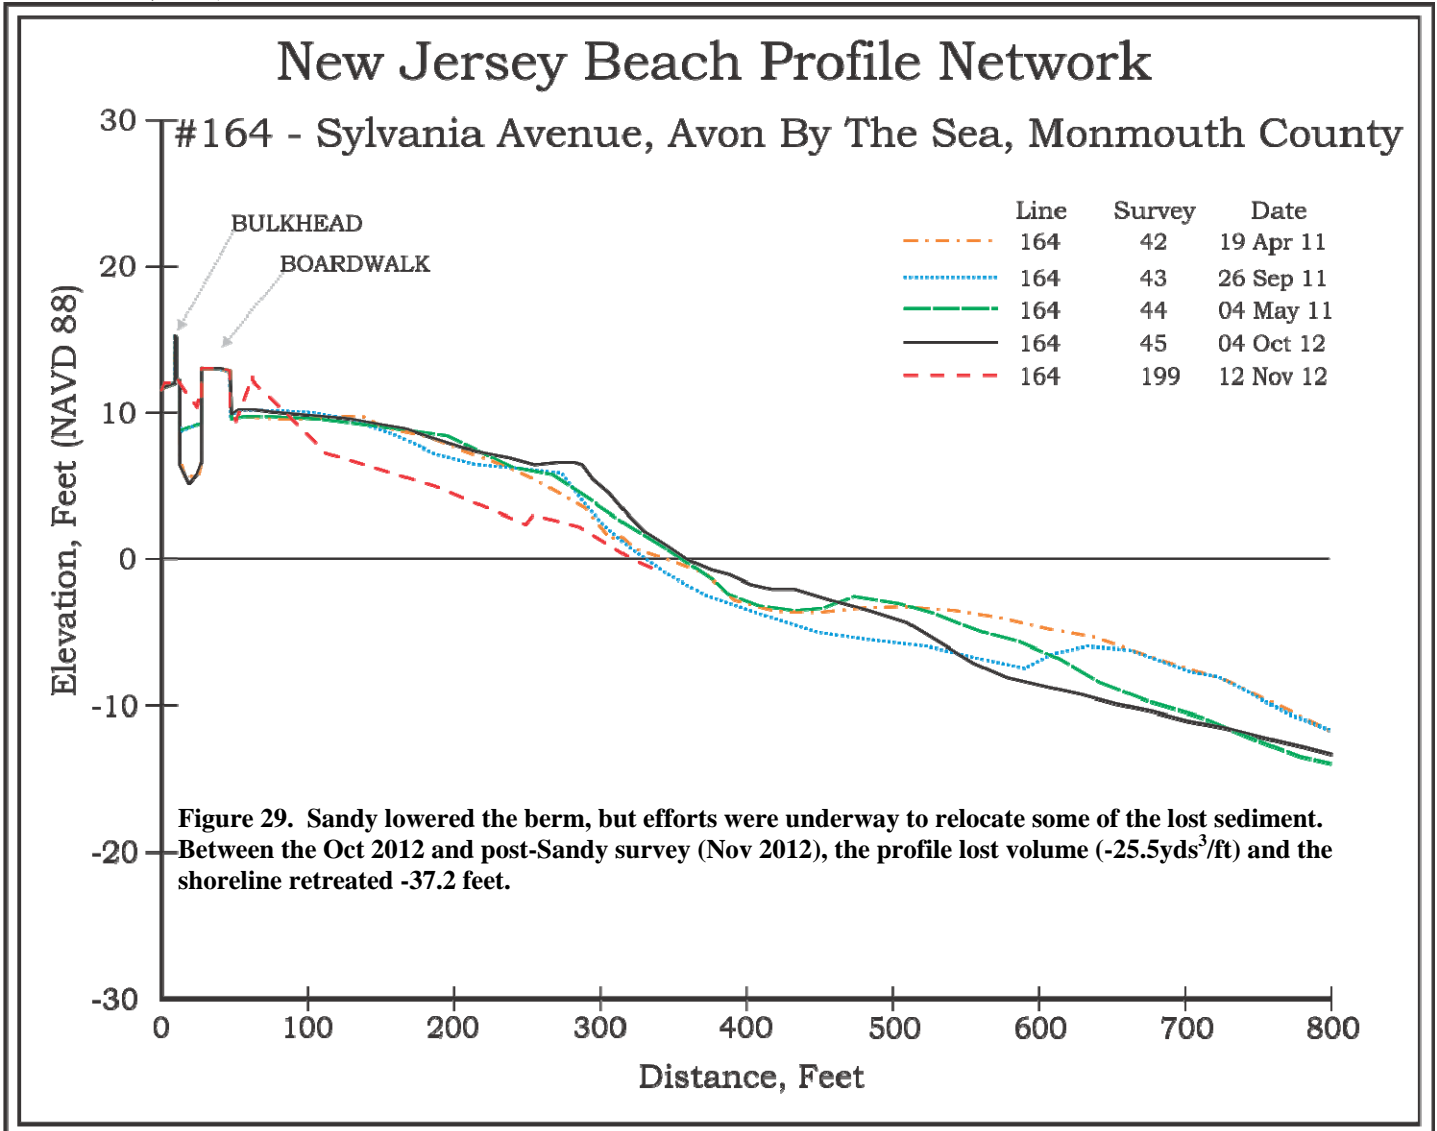 New Jersey Beach Profile Network
#164 - Sylvania Avenue, Avon By The Sea, Monmouth County
BULKHEAD
BOARDWALK
Line Survey Date
164 42 19 Apr 11
164 43 26 Sep 11
164 44 04 May 11
164 45 04 Oct 12
164 199 12 Nov 12
Elevation, Feet (NAVD 88)
30
20
10
0
-10
-20
-30
Figure 29. Sandy lowered the berm, but efforts were underway to relocate some of the lost sediment.
Between the Oct 2012 and post-Sandy survey (Nov 2012), the profile lost volume (-25.5yds³/ft) and the
shoreline retreated -37.2 feet.
0 100 200 300 400 500 600 700 800
Distance, Feet